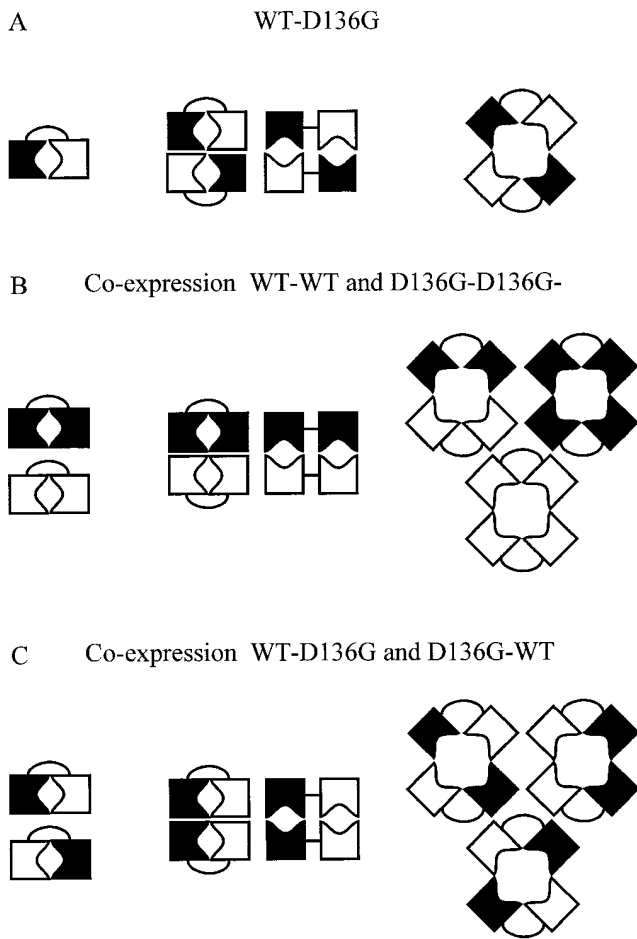 A WT-D136G
B Co-expression WT-WT and D136G-D136G-
C Co-expression WT-D136G and D136G-WT